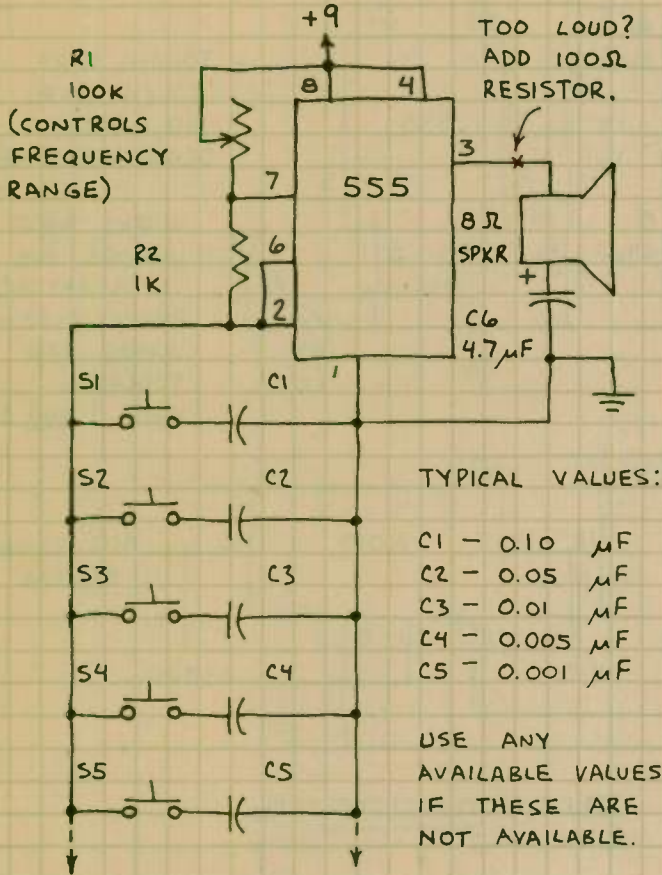 +9
TOO LOUD?
ADD 100Ω
RESISTOR.
R1
100K
(CONTROLS
FREQUENCY
RANGE)
8
4
3
7
555
8Ω
SPKR
+
6
R2
1K
2
C6
4.7µF
1
S1
C1
S2
C2
S3
C3
S4
C4
S5
C5
TYPICAL VALUES:
C1 - 0.10 µF
C2 - 0.05 µF
C3 - 0.01 µF
C4 - 0.005 µF
C5 - 0.001 µF
USE ANY
AVAILABLE VALUES
IF THESE ARE
NOT AVAILABLE.